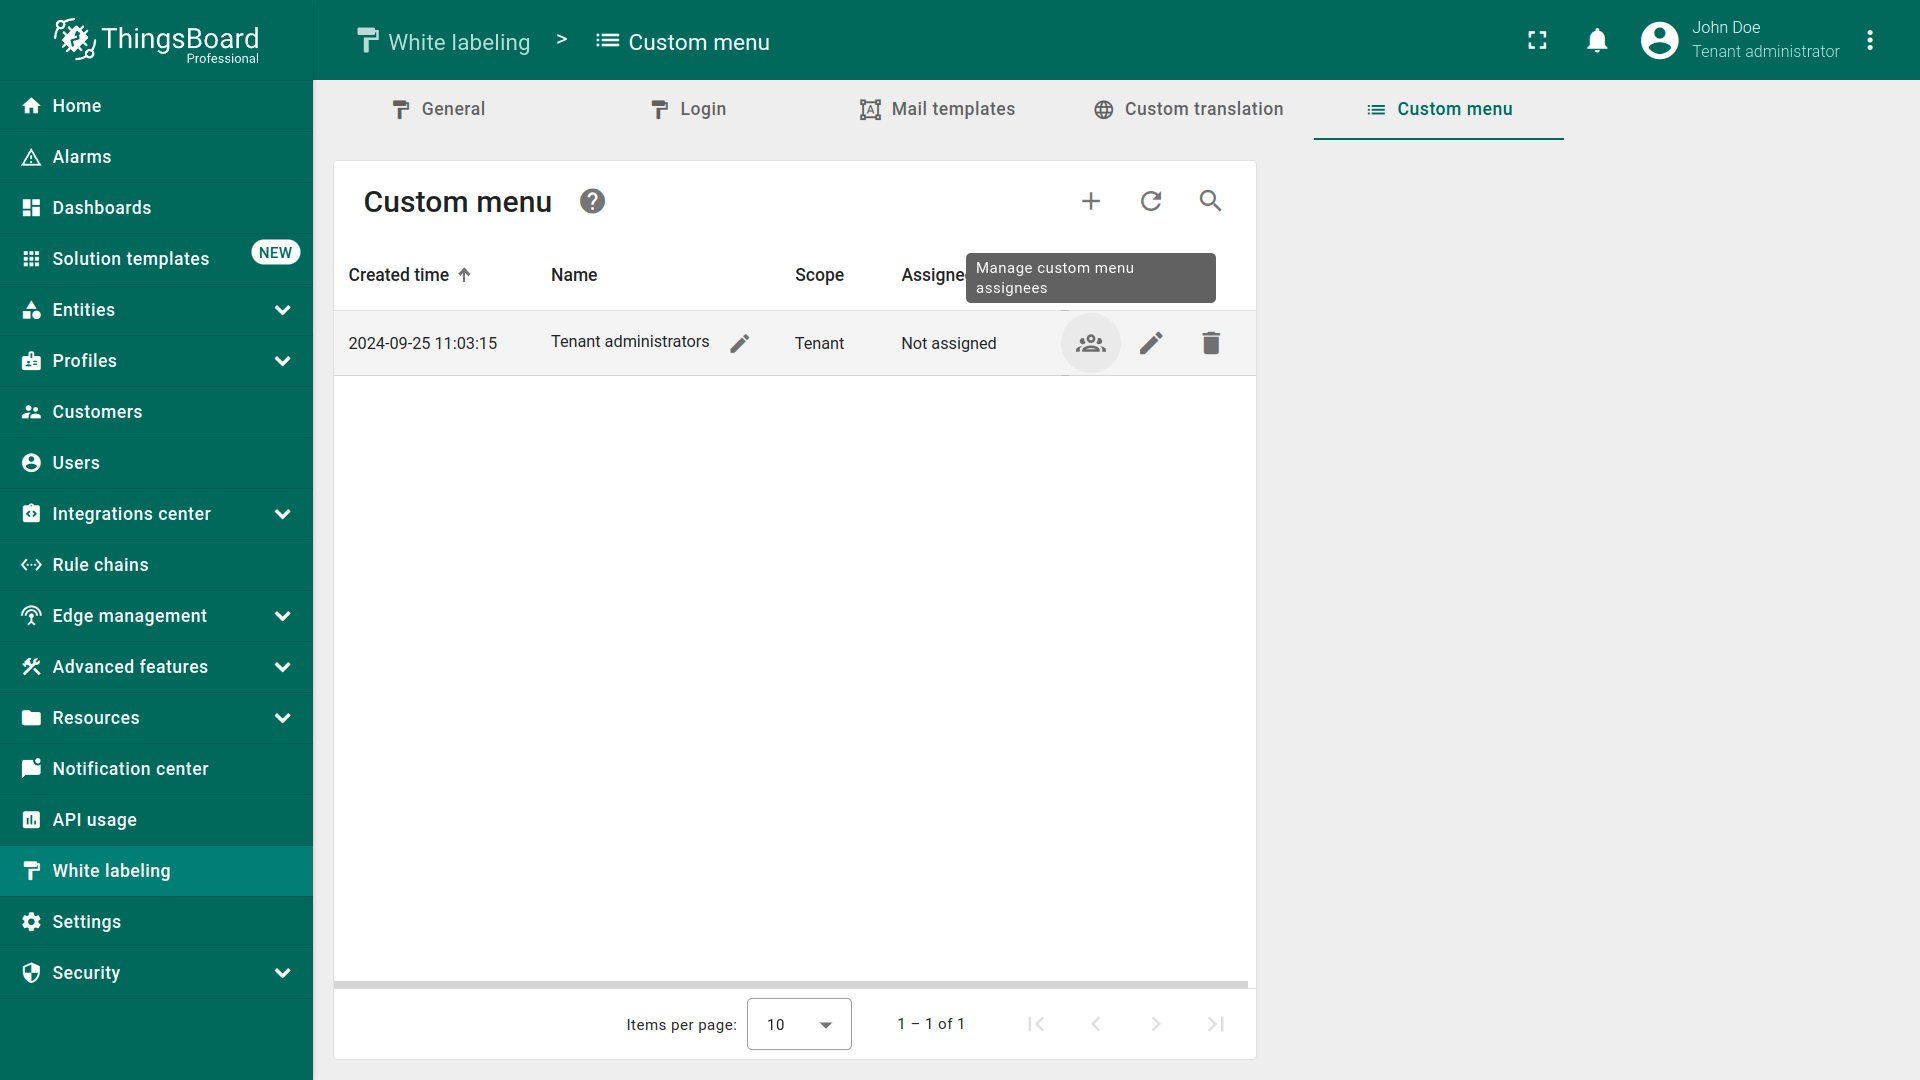 ThingsBoard
Professional
White labeling > Custom menu
John Doe
Tenant administrator
Home
Alarms
Dashboards
Solution templates NEW
Entities
Profiles
Customers
Users
Integrations center
Rule chains
Edge management
Advanced features
Resources
Notification center
API usage
White labeling
Settings
Security
General Login Mail templates Custom translation Custom menu
Custom menu
Manage custom menu
assignees
Created time Name Scope Assigne
2024-09-25 11:03:15 Tenant administrators Tenant Not assigned
Items per page: 10 1 – 1 of 1